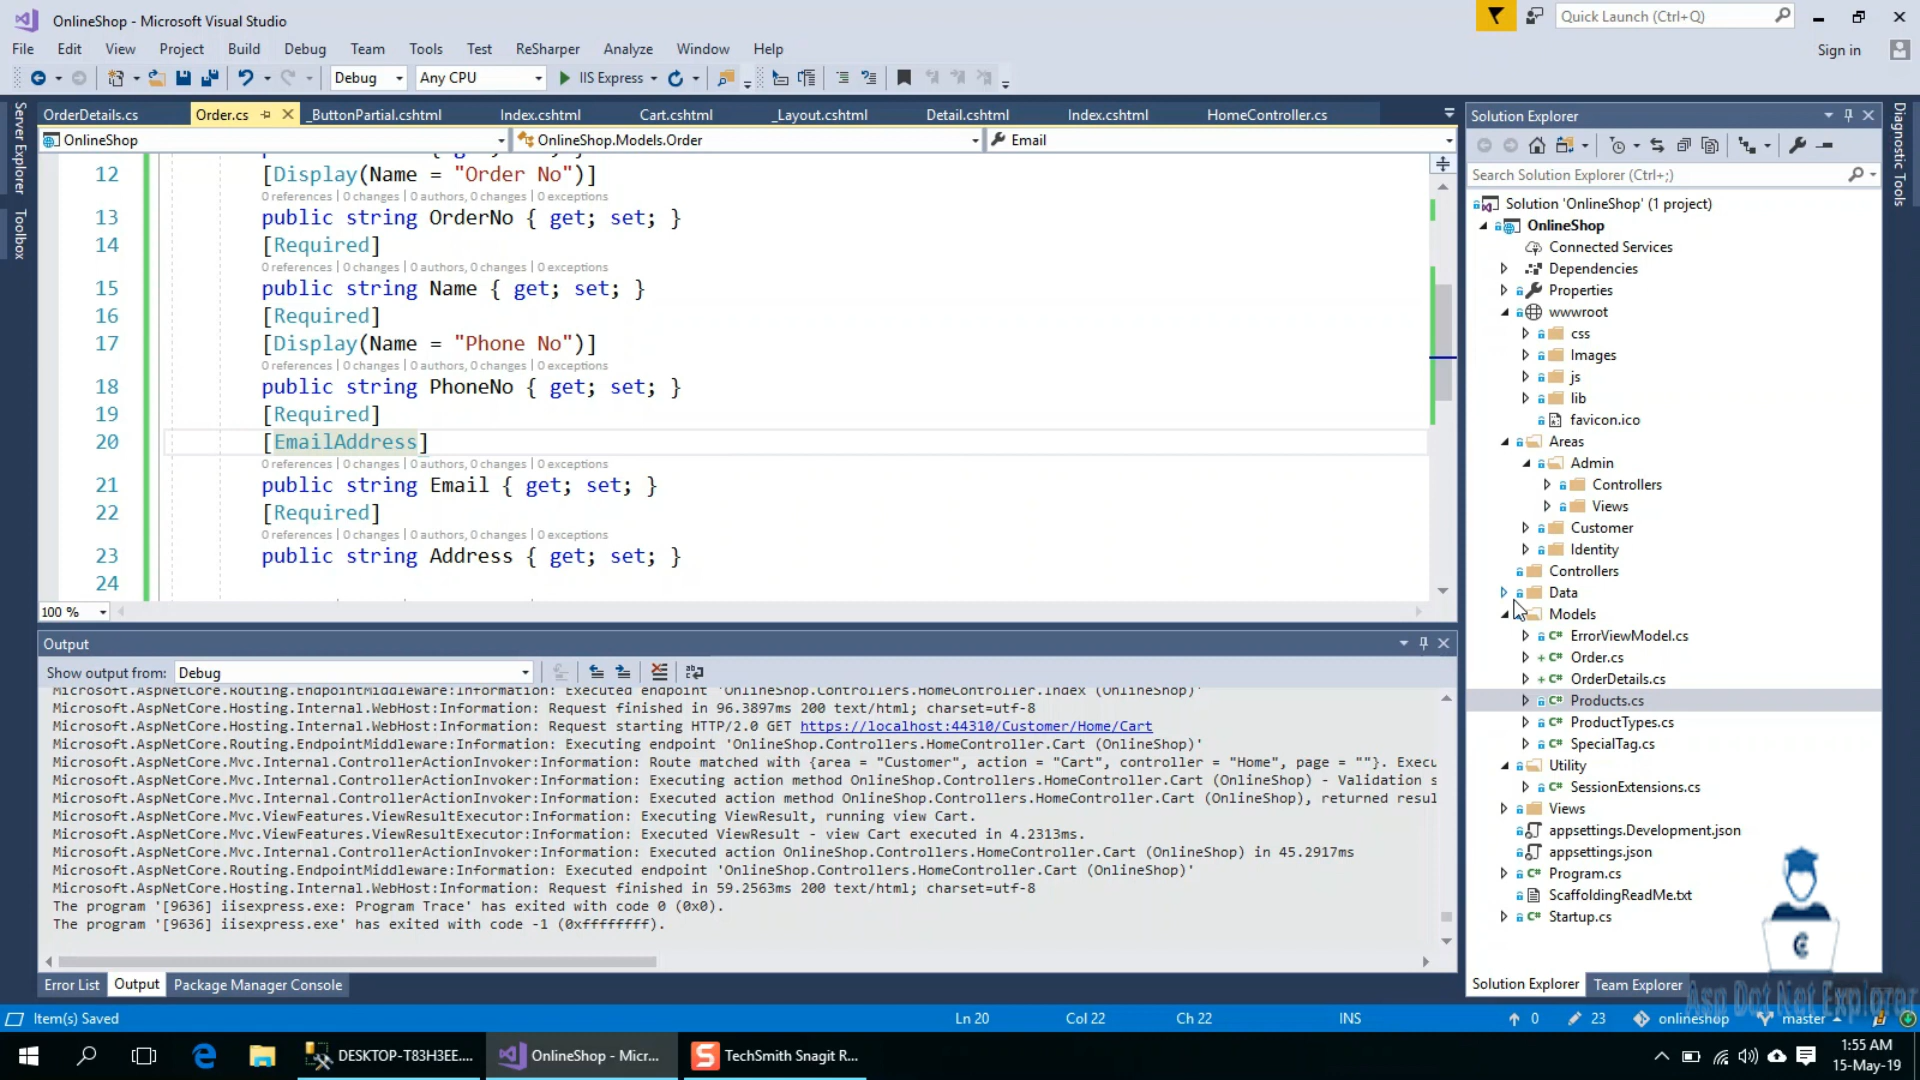 OnlineShop - Microsoft Visual Studio
Quick Launch (Ctrl+Q)
File Edit View Project Build Debug Team Tools Test ReSharper Analyze Window Help
Sign in
Debug Any CPU IIS Express
Server Explorer
Toolbox
OrderDetails.cs Order.cs _ButtonPartial.cshtml Index.cshtml Cart.cshtml _Layout.cshtml Detail.cshtml Index.cshtml HomeController.cs
OnlineShop OnlineShop.Models.Order Email
12 [Display(Name = "Order No")]
0 references | 0 changes | 0 authors, 0 changes | 0 exceptions
13 public string OrderNo { get; set; }
14 [Required]
0 references | 0 changes | 0 authors, 0 changes | 0 exceptions
15 public string Name { get; set; }
16 [Required]
17 [Display(Name = "Phone No")]
0 references | 0 changes | 0 authors, 0 changes | 0 exceptions
18 public string PhoneNo { get; set; }
19 [Required]
20 [EmailAddress]
0 references | 0 changes | 0 authors, 0 changes | 0 exceptions
21 public string Email { get; set; }
22 [Required]
0 references | 0 changes | 0 authors, 0 changes | 0 exceptions
23 public string Address { get; set; }
24
100 %
Output
Show output from: Debug
Microsoft.AspNetCore.Routing.EndpointMiddleware:Information: Executed endpoint 'OnlineShop.Controllers.HomeController.Index (OnlineShop)'
Microsoft.AspNetCore.Hosting.Internal.WebHost:Information: Request finished in 96.3897ms 200 text/html; charset=utf-8
Microsoft.AspNetCore.Hosting.Internal.WebHost:Information: Request starting HTTP/2.0 GET https://localhost:44310/Customer/Home/Cart
Microsoft.AspNetCore.Routing.EndpointMiddleware:Information: Executing endpoint 'OnlineShop.Controllers.HomeController.Cart (OnlineShop)'
Microsoft.AspNetCore.Mvc.Internal.ControllerActionInvoker:Information: Route matched with {area = "Customer", action = "Cart", controller = "Home", page = ""}. Execu
Microsoft.AspNetCore.Mvc.Internal.ControllerActionInvoker:Information: Executing action method OnlineShop.Controllers.HomeController.Cart (OnlineShop) - Validation s
Microsoft.AspNetCore.Mvc.Internal.ControllerActionInvoker:Information: Executed action method OnlineShop.Controllers.HomeController.Cart (OnlineShop), returned resul
Microsoft.AspNetCore.Mvc.ViewFeatures.ViewResultExecutor:Information: Executing ViewResult, running view Cart.
Microsoft.AspNetCore.Mvc.ViewFeatures.ViewResultExecutor:Information: Executed ViewResult - view Cart executed in 4.2313ms.
Microsoft.AspNetCore.Mvc.Internal.ControllerActionInvoker:Information: Executed action OnlineShop.Controllers.HomeController.Cart (OnlineShop) in 45.2917ms
Microsoft.AspNetCore.Routing.EndpointMiddleware:Information: Executed endpoint 'OnlineShop.Controllers.HomeController.Cart (OnlineShop)'
Microsoft.AspNetCore.Hosting.Internal.WebHost:Information: Request finished in 59.2563ms 200 text/html; charset=utf-8
The program '[9636] iisexpress.exe: Program Trace' has exited with code 0 (0x0).
The program '[9636] iisexpress.exe' has exited with code -1 (0xffffffff).
Error List Output Package Manager Console
Solution Explorer
Search Solution Explorer (Ctrl+;)
Solution 'OnlineShop' (1 project)
OnlineShop
Connected Services
Dependencies
Properties
wwwroot
css
Images
js
lib
favicon.ico
Areas
Admin
Controllers
Views
Customer
Identity
Controllers
Data
Models
ErrorViewModel.cs
Order.cs
OrderDetails.cs
Products.cs
ProductTypes.cs
SpecialTag.cs
Utility
SessionExtensions.cs
Views
appsettings.Development.json
appsettings.json
Program.cs
ScaffoldingReadMe.txt
Startup.cs
Solution Explorer Team Explorer
Diagnostic Tools
Asp Dot Net Explorer
Item(s) Saved Ln 20 Col 22 Ch 22 INS 0 23 onlineshop master
DESKTOP-T83H3EE.... OnlineShop - Micr... TechSmith Snagit R...
1:55 AM
15-May-19